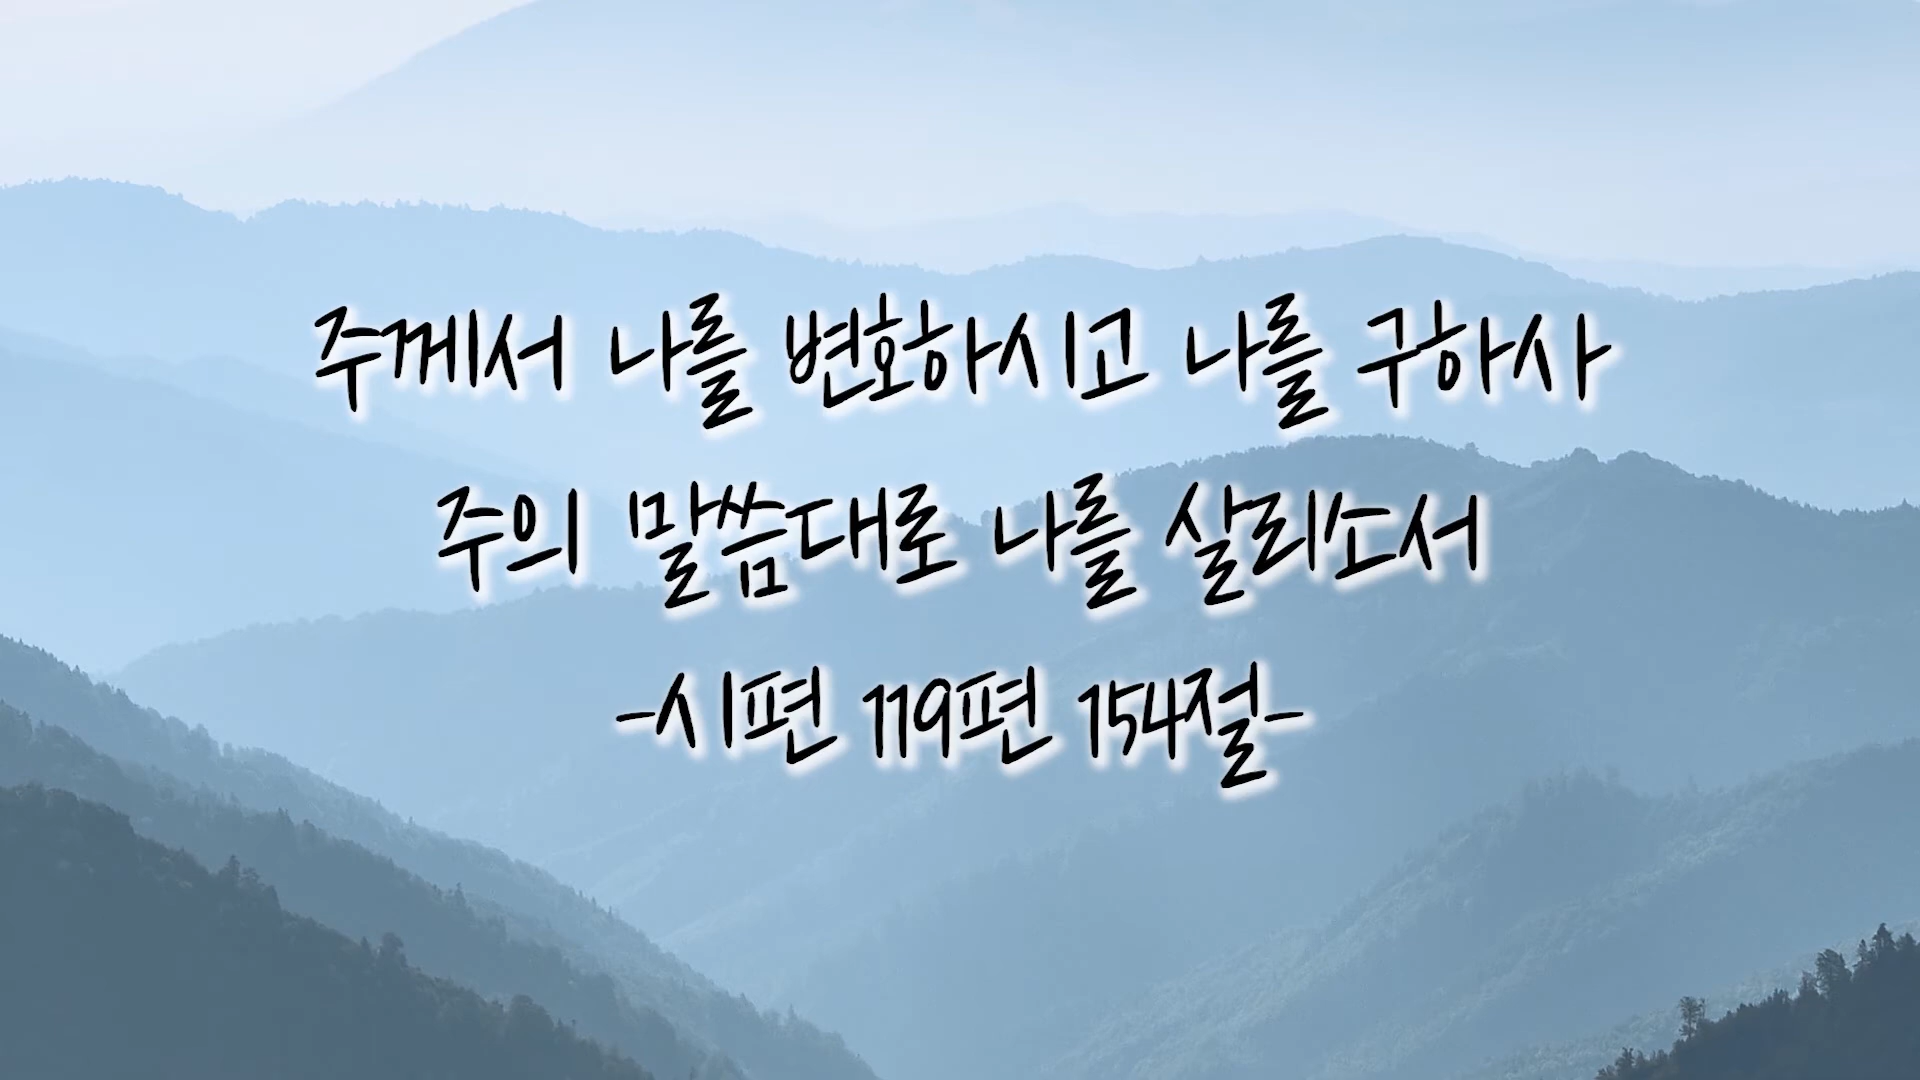 주께서 나를 변화하시고 나를 구하사
주의 말씀대로 나를 살리소서
-시편 119편 154절-